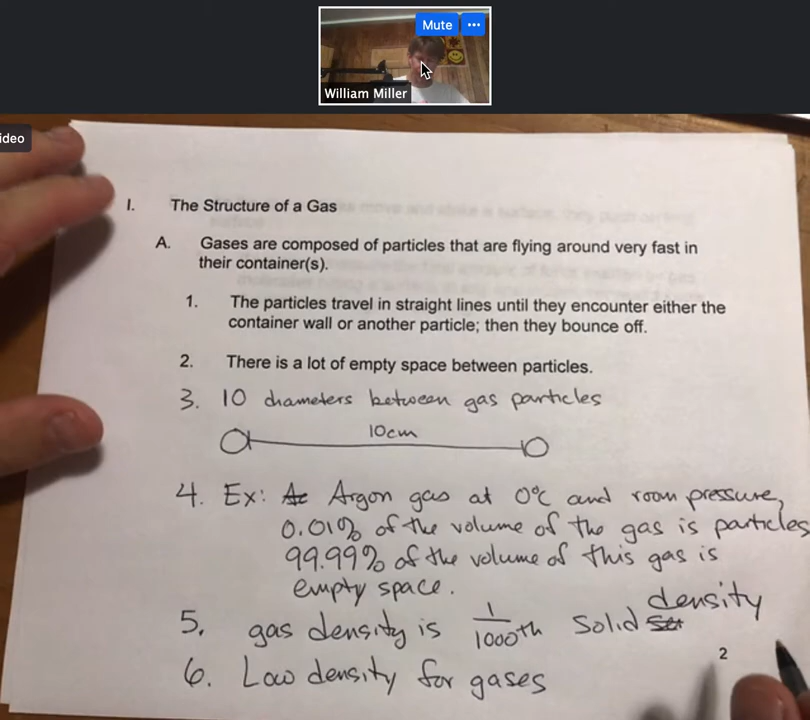 Mute
...
William Miller
ideo
I. The Structure of a Gas
A. Gases are composed of particles that are flying around very fast in
their container(s).
1. The particles travel in straight lines until they encounter either the
container wall or another particle; then they bounce off.
2. There is a lot of empty space between particles.
3. 10 diameters between gas particles
10cm
4. Ex: Argon gas at 0°C and room pressure,
0.01% of the volume of the gas is particles
99.99% of the volume of this gas is
empty space.
5. gas density is 1/1000th Solid density
6. Low density for gases
2